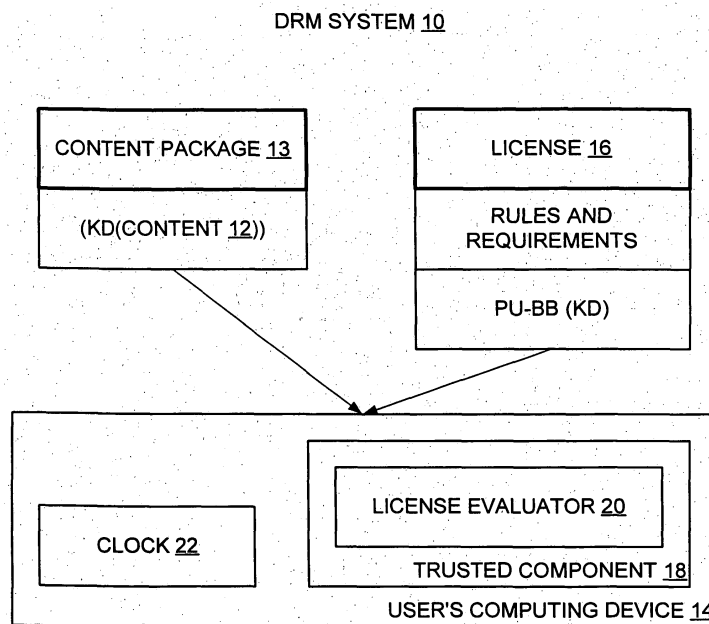 DRM SYSTEM 10
CONTENT PACKAGE 13
(KD(CONTENT 12))
LICENSE 16
RULES AND
REQUIREMENTS
PU-BB (KD)
CLOCK 22
LICENSE EVALUATOR 20
TRUSTED COMPONENT 18
USER'S COMPUTING DEVICE 14